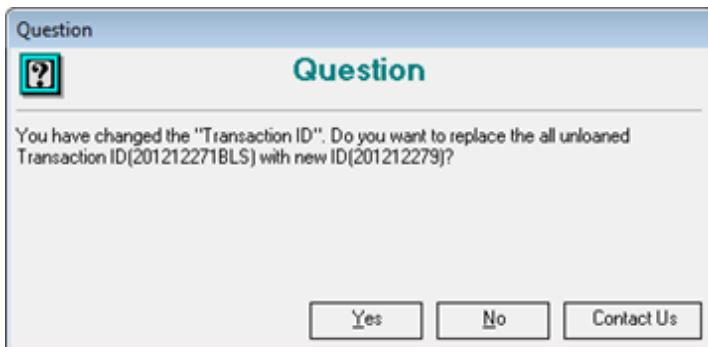 Question
Question
You have changed the "Transaction ID". Do you want to replace the all unloaned
Transaction ID(201212271BLS) with new ID(201212279)?
Yes No Contact Us